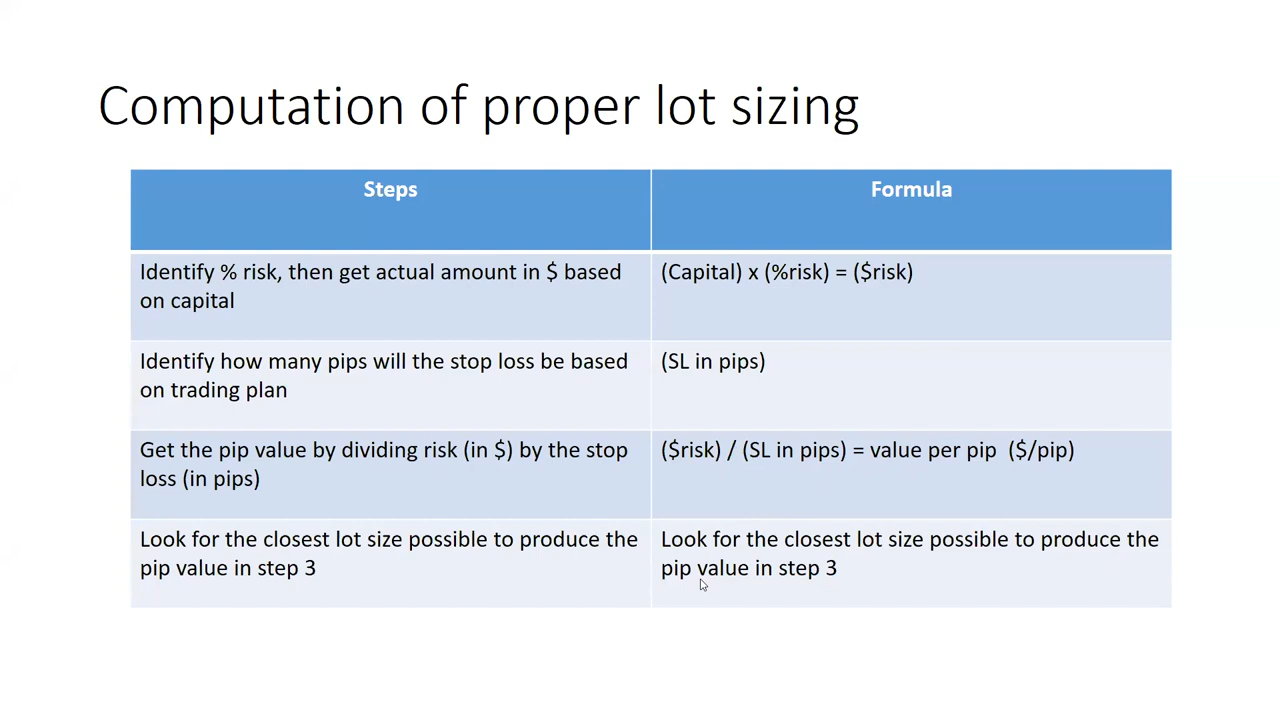 Computation of proper lot sizing
Steps
Formula
Identify % risk, then get actual amount in $ based
on capital
(Capital) x (%risk) = ($risk)
Identify how many pips will the stop loss be based
on trading plan
(SL in pips)
Get the pip value by dividing risk (in $) by the stop
loss (in pips)
($risk) / (SL in pips) = value per pip  ($/pip)
Look for the closest lot size possible to produce the
pip value in step 3
Look for the closest lot size possible to produce the
pip value in step 3